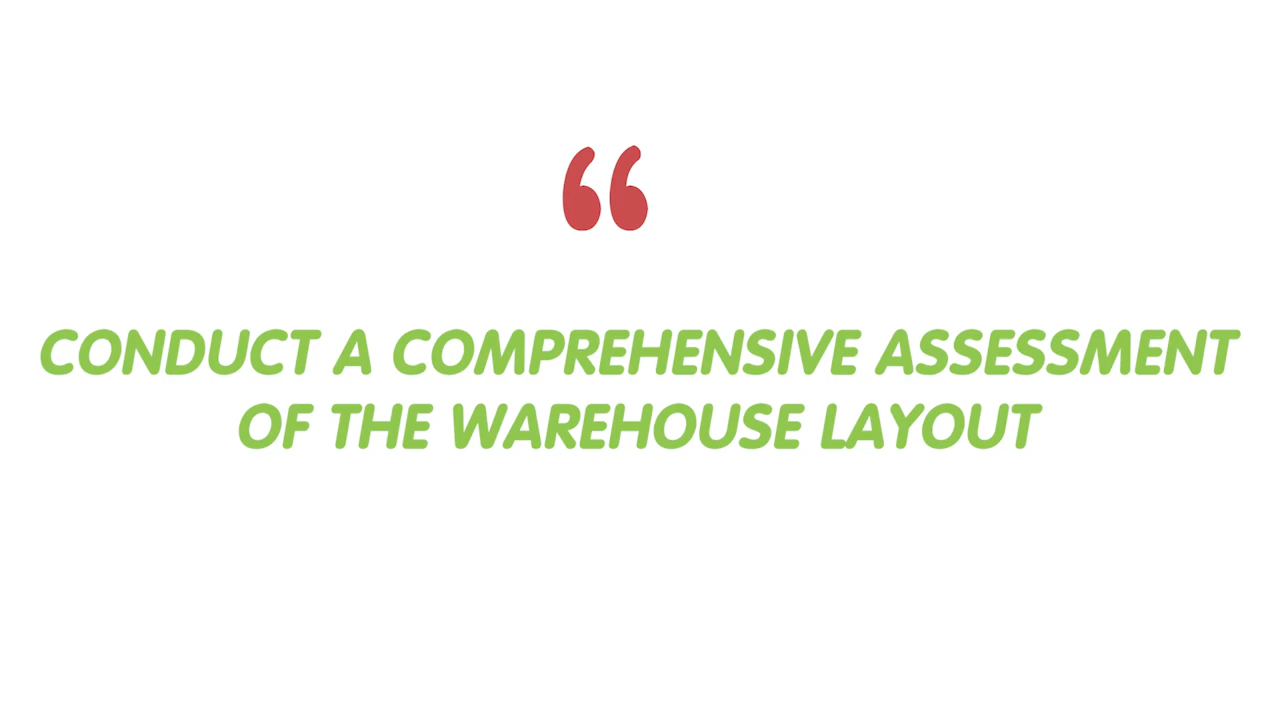 “
CONDUCT A COMPREHENSIVE ASSESSMENT
OF THE WAREHOUSE LAYOUT